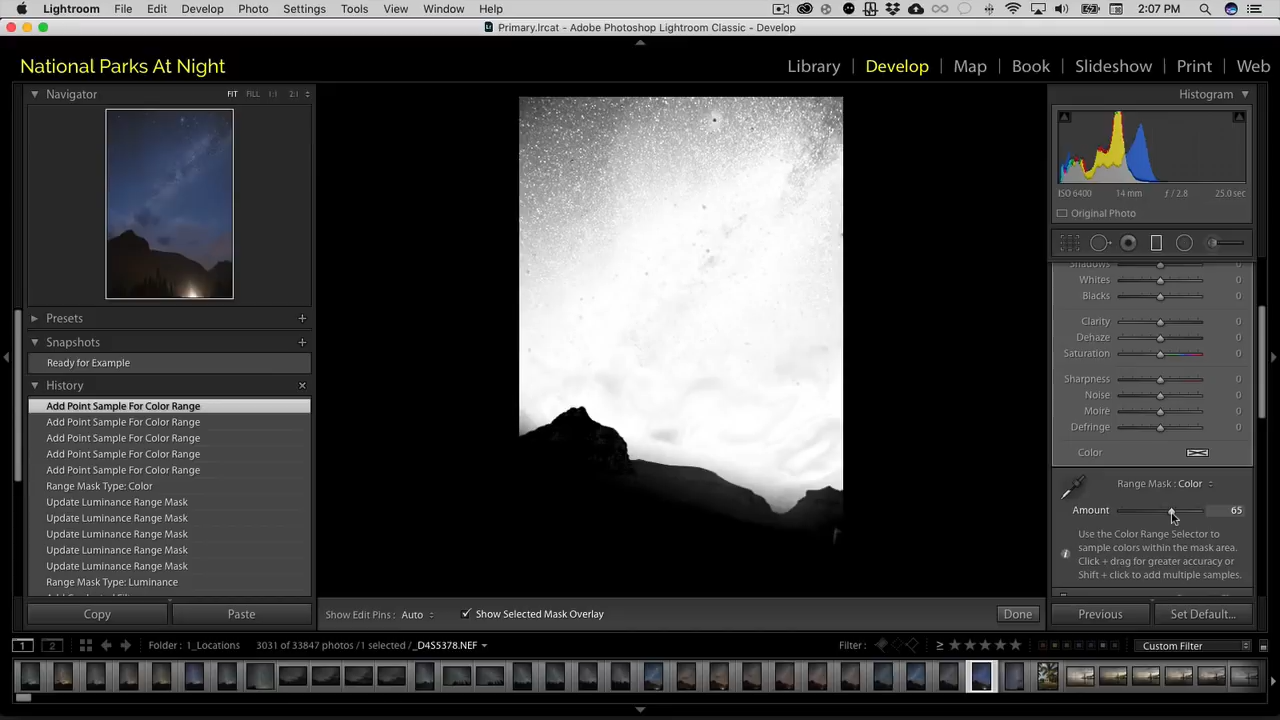 Lightroom File Edit Develop Photo Settings Tools View Window Help 2:07 PM
Primary.lrcat - Adobe Photoshop Lightroom Classic - Develop
National Parks At Night Library | Develop | Map | Book | Slideshow | Print | Web
Navigator FIT FILL 1:1 2:1
Histogram
ISO 6400 14 mm ƒ / 2.8 25.0 sec
Original Photo
Shadows 0
Whites 0
Blacks 0
Clarity 0
Dehaze 0
Saturation 0
Sharpness 0
Noise 0
Moire 0
Defringe 0
Color
Range Mask : Color
Amount 65
Use the Color Range Selector to
sample colors within the mask area.
Click + drag for greater accuracy or
Shift + click to add multiple samples.
Presets +
Snapshots +
Ready for Example
History ×
Add Point Sample For Color Range
Add Point Sample For Color Range
Add Point Sample For Color Range
Add Point Sample For Color Range
Add Point Sample For Color Range
Range Mask Type: Color
Update Luminance Range Mask
Update Luminance Range Mask
Update Luminance Range Mask
Update Luminance Range Mask
Update Luminance Range Mask
Range Mask Type: Luminance
Copy Paste
Show Edit Pins : Auto Show Selected Mask Overlay Done
Previous Set Default...
1 2 Folder : 1_Locations 3031 of 33847 photos / 1 selected / _D4S5378.NEF Filter : ≥ ★★★★★ Custom Filter